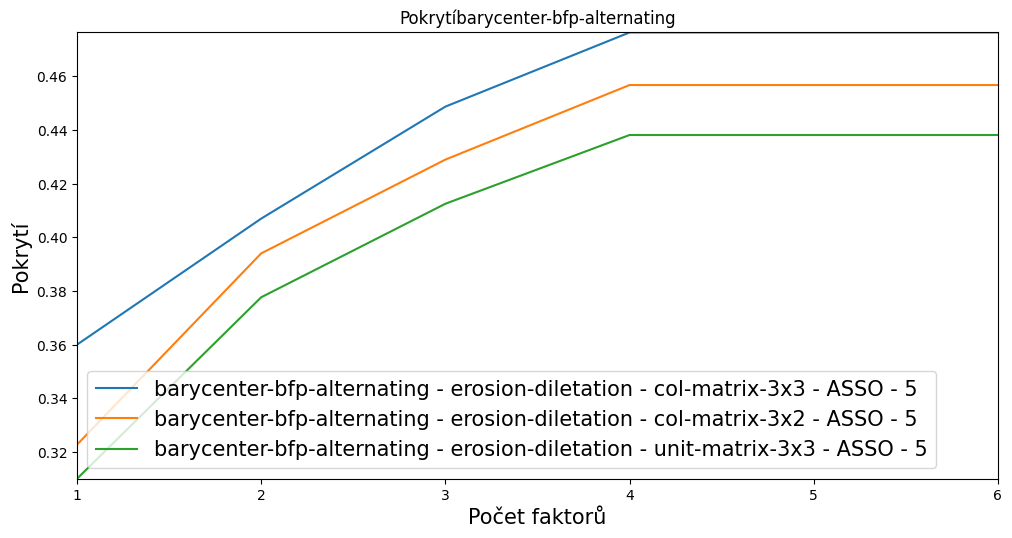 Pokrytíbarycenter-bfp-alternating
Pokrytí
0.46
0.44
0.42
0.40
0.38
0.36
0.34
0.32
barycenter-bfp-alternating - erosion-diletation - col-matrix-3x3 - ASSO - 5
barycenter-bfp-alternating - erosion-diletation - col-matrix-3x2 - ASSO - 5
barycenter-bfp-alternating - erosion-diletation - unit-matrix-3x3 - ASSO - 5
1 2 3 4 5 6
Počet faktorů